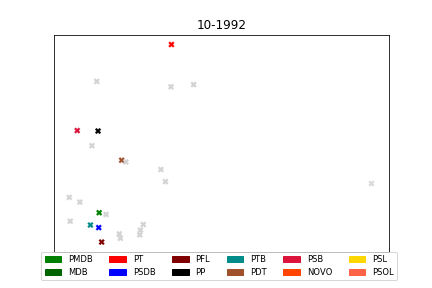 10-1992
PMDB PT PFL PTB PSB PSL
MDB PSDB PP PDT NOVO PSOL